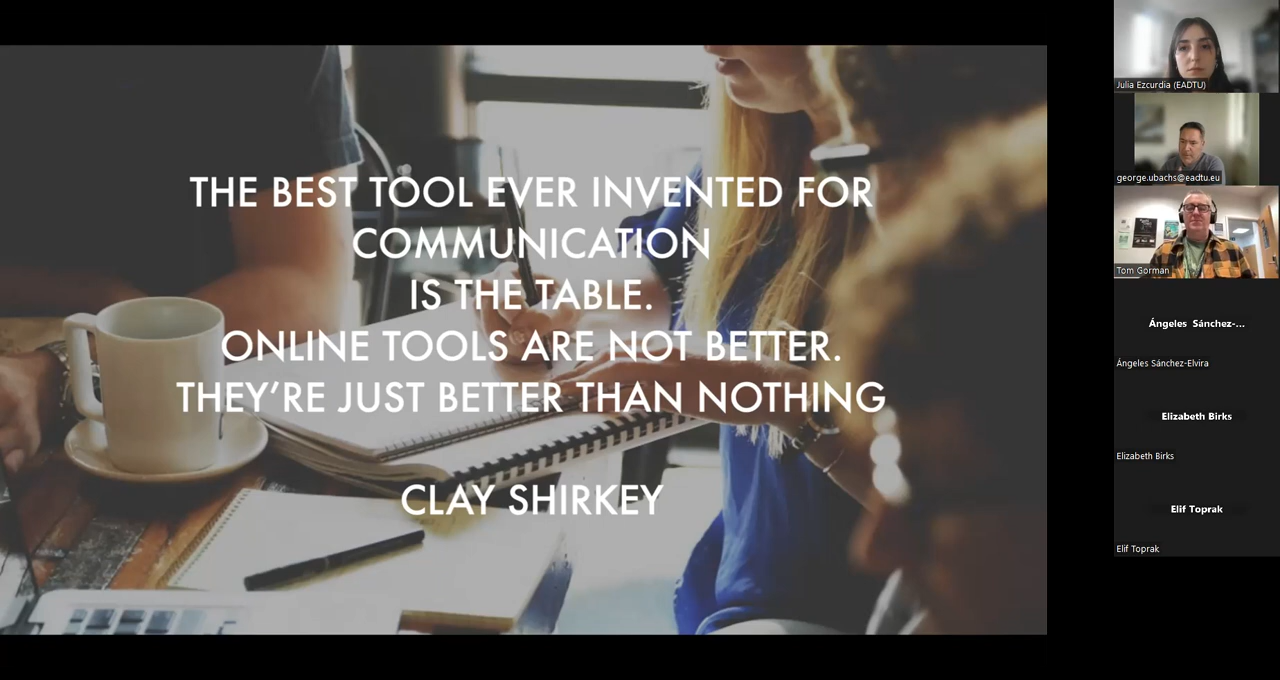 THE BEST TOOL EVER INVENTED FOR
COMMUNICATION
IS THE TABLE.
ONLINE TOOLS ARE NOT BETTER.
THEY'RE JUST BETTER THAN NOTHING
CLAY SHIRKEY
Julia Ezcurdia (EADTU)
george.ubachs@eadtu.eu
Tom Gorman
Ángeles Sánchez-...
Ángeles Sánchez-Elvira
Elizabeth Birks
Elizabeth Birks
Elif Toprak
Elif Toprak